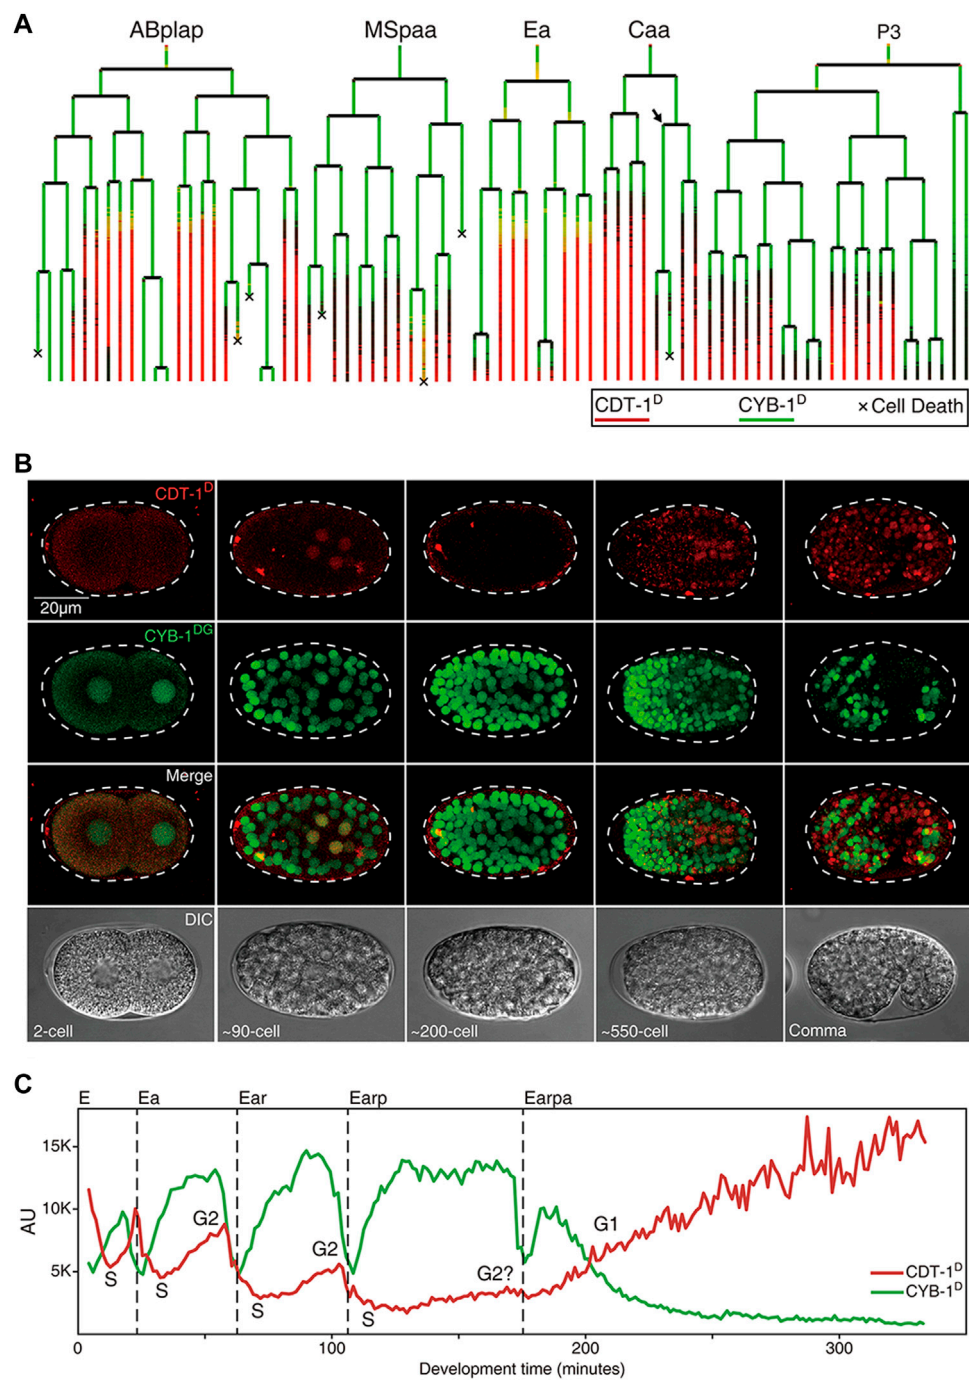 A
ABplap MSpaa Ea Caa P3
CDT-1D CYB-1D ×Cell Death
B
CDT-1D
20µm
CYB-1DG
Merge
DIC
2-cell ~90-cell ~200-cell ~550-cell Comma
C
E Ea Ear Earp Earpa
15K
10K
5K
AU
S G2 S G2 S G2? S G1
CDT-1D
CYB-1D
0 100 200 300
Development time (minutes)